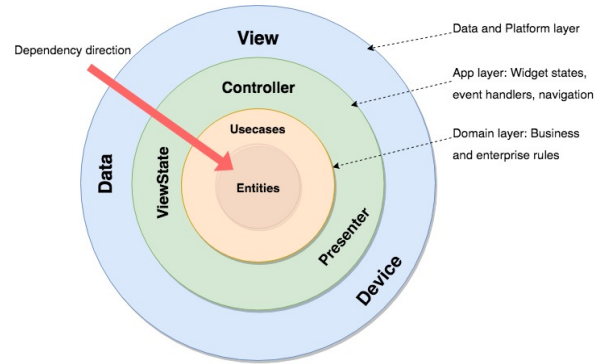 View
Data and Platform layer
Dependency direction
App layer: Widget states,
event handlers, navigation
Controller
Usecases
Domain layer: Business
and enterprise rules
Data
ViewState
Entities
Presenter
Device